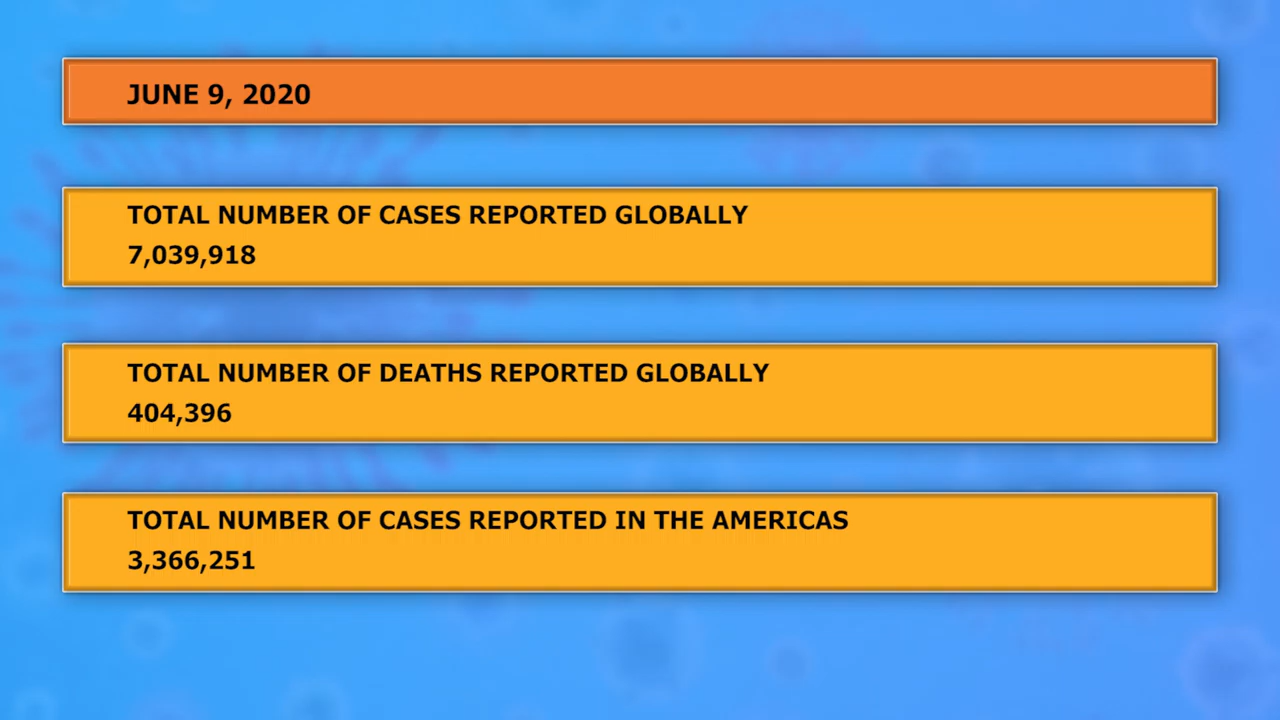 JUNE 9, 2020
TOTAL NUMBER OF CASES REPORTED GLOBALLY
7,039,918
TOTAL NUMBER OF DEATHS REPORTED GLOBALLY
404,396
TOTAL NUMBER OF CASES REPORTED IN THE AMERICAS
3,366,251